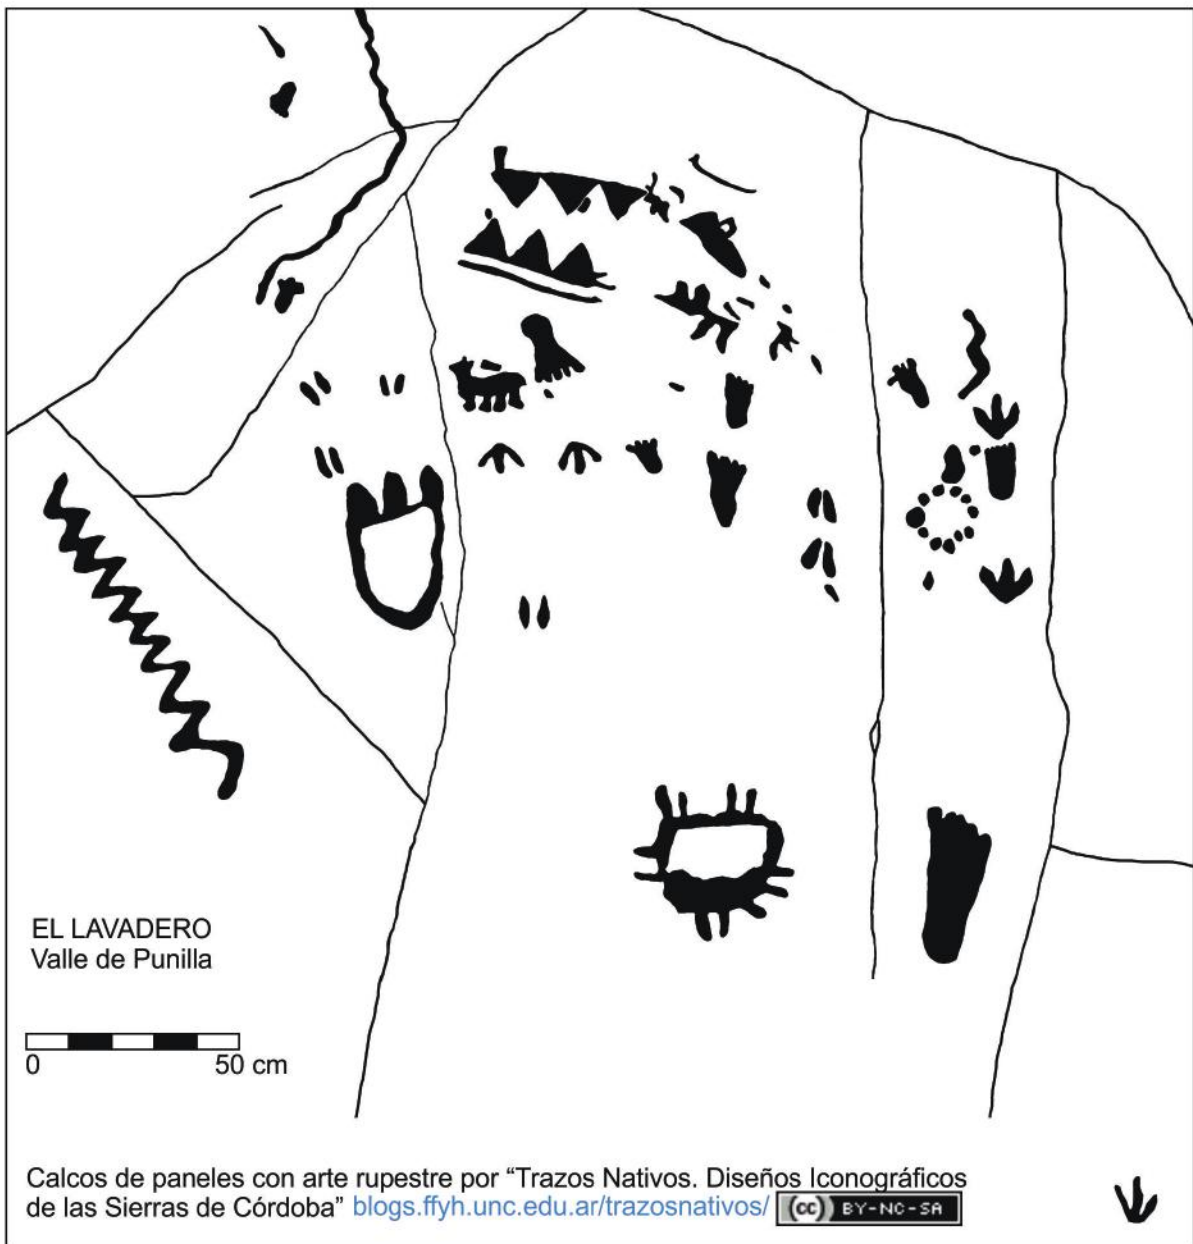 EL LAVADERO
Valle de Punilla
0 50 cm
Calcos de paneles con arte rupestre por “Trazos Nativos. Diseños Iconográficos
de las Sierras de Córdoba” blogs.ffyh.unc.edu.ar/trazosnativos/ (cc) BY-NC-SA